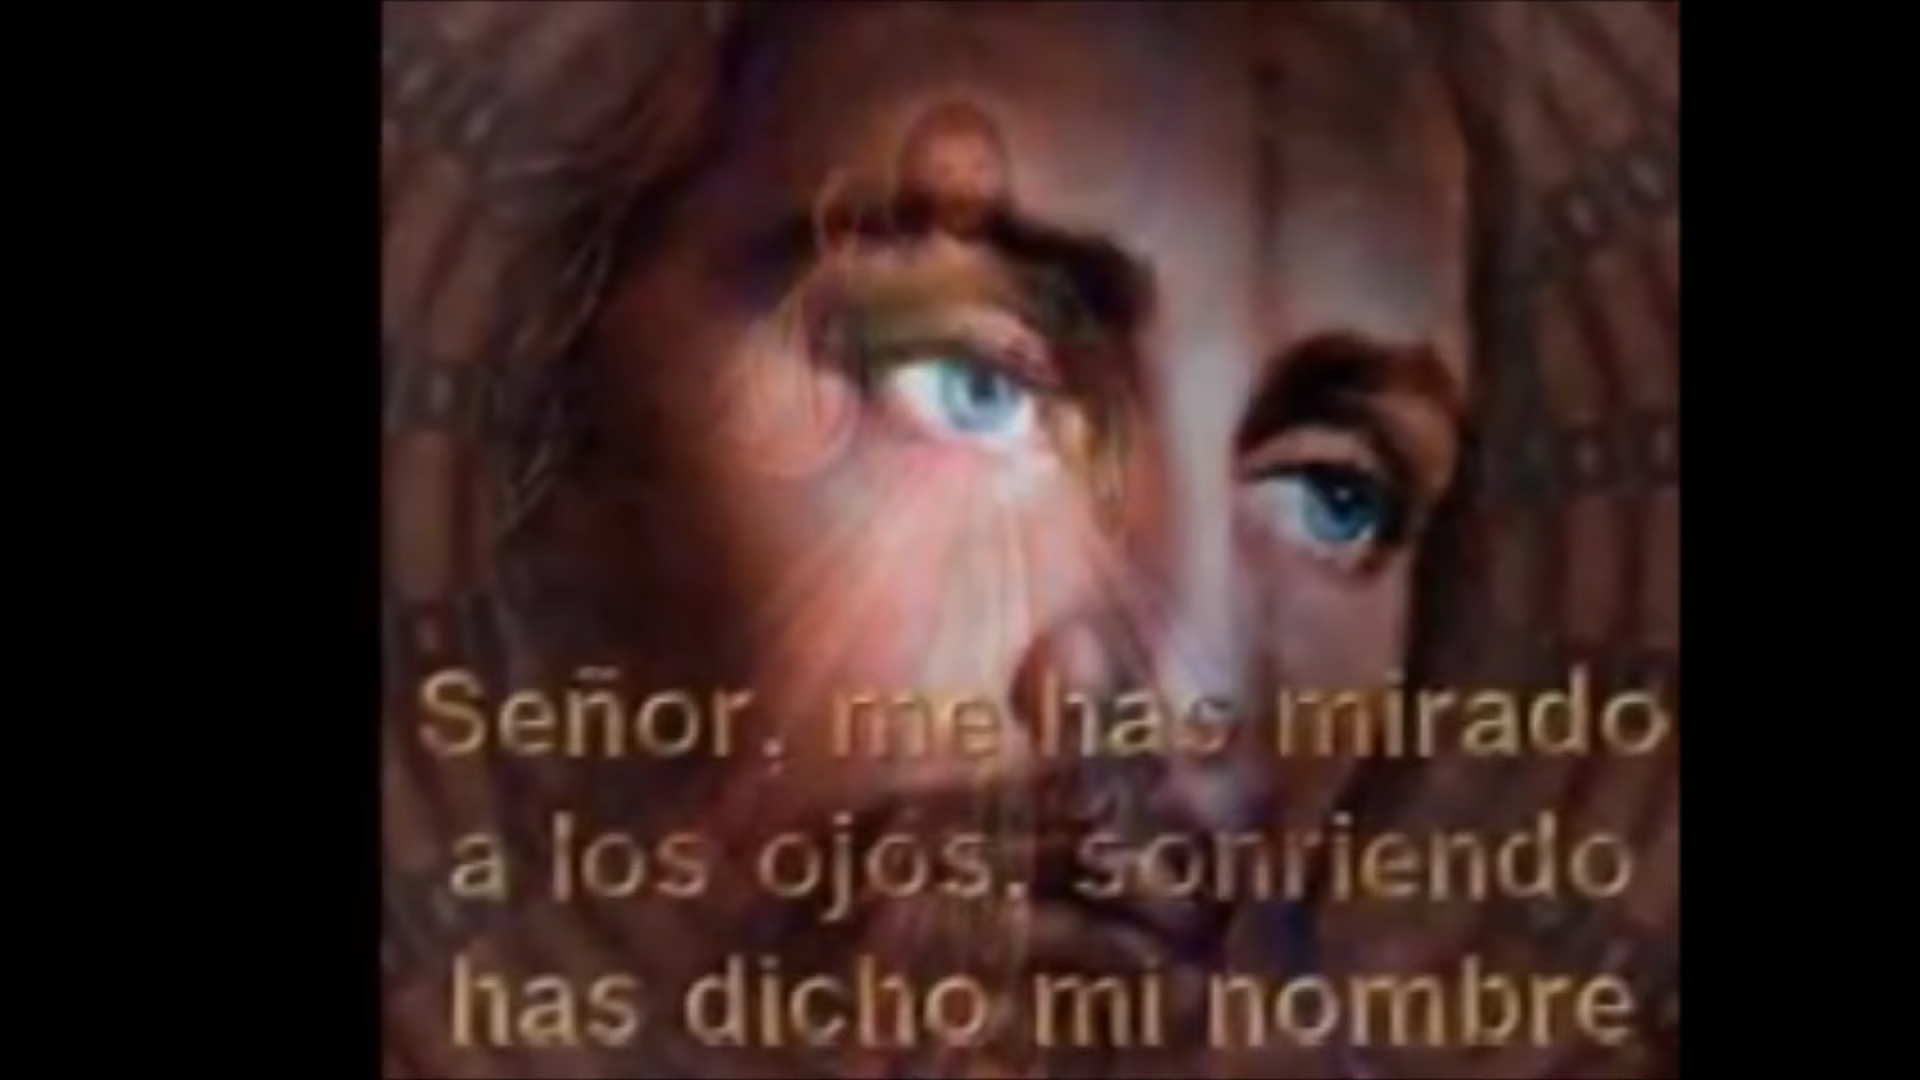 Señor, me has mirado
a los ojos, sonriendo
has dicho mi nombre